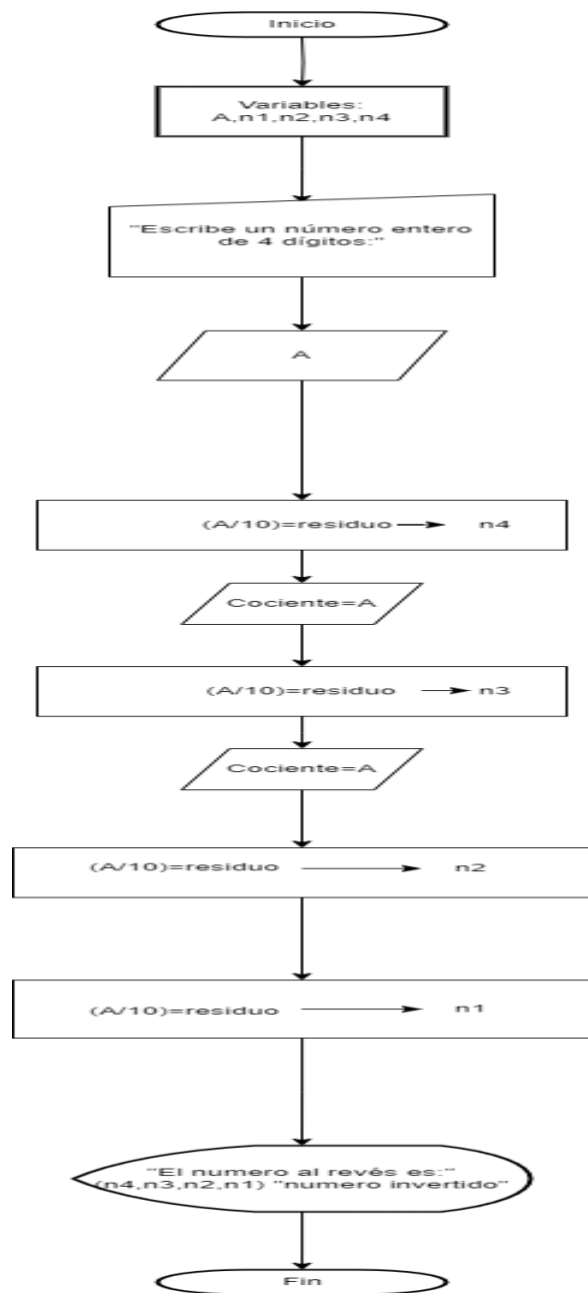 Inicio
Variables:
A,n1,n2,n3,n4
"Escribe un número entero
de 4 dígitos:"
A
(A/10)=residuo n4
Cociente=A
(A/10)=residuo n3
Cociente=A
(A/10)=residuo n2
(A/10)=residuo n1
"El numero al revés es:"
(n4,n3,n2,n1) "numero invertido"
Fin